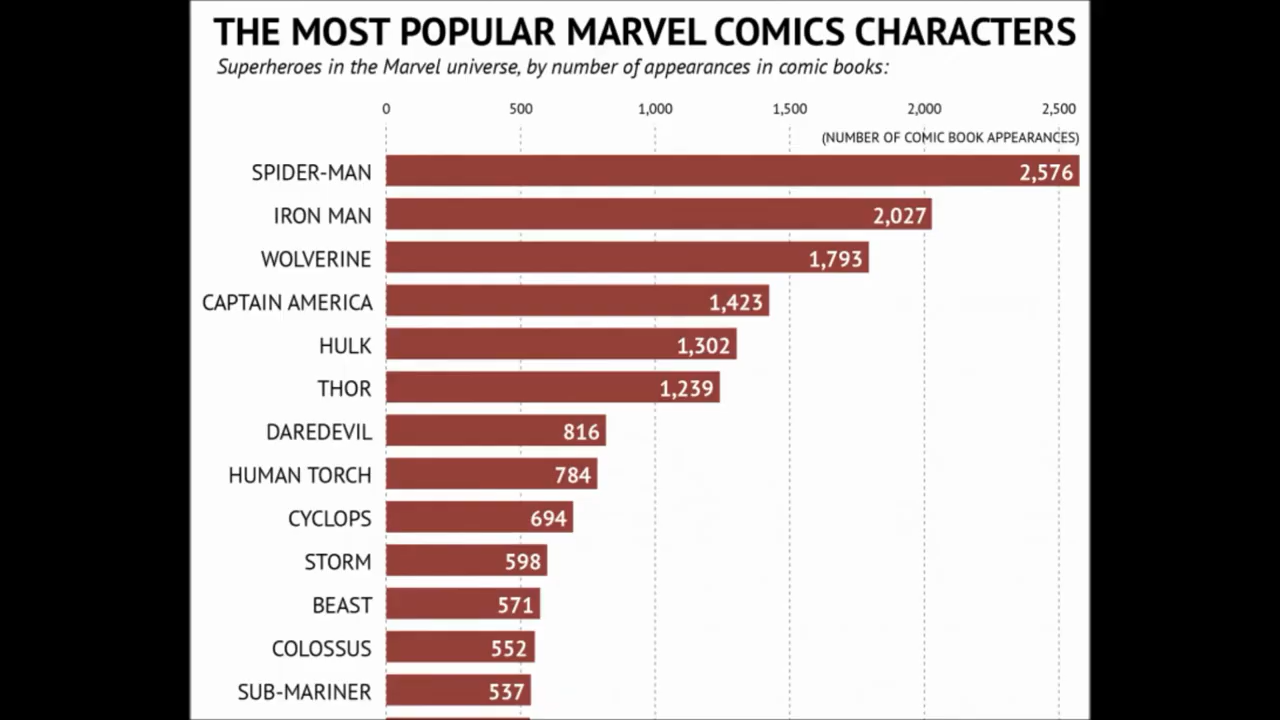 THE MOST POPULAR MARVEL COMICS CHARACTERS
Superheroes in the Marvel universe, by number of appearances in comic books:
0 500 1,000 1,500 2,000 2,500
(NUMBER OF COMIC BOOK APPEARANCES)
SPIDER-MAN 2,576
IRON MAN 2,027
WOLVERINE 1,793
CAPTAIN AMERICA 1,423
HULK 1,302
THOR 1,239
DAREDEVIL 816
HUMAN TORCH 784
CYCLOPS 694
STORM 598
BEAST 571
COLOSSUS 552
SUB-MARINER 537